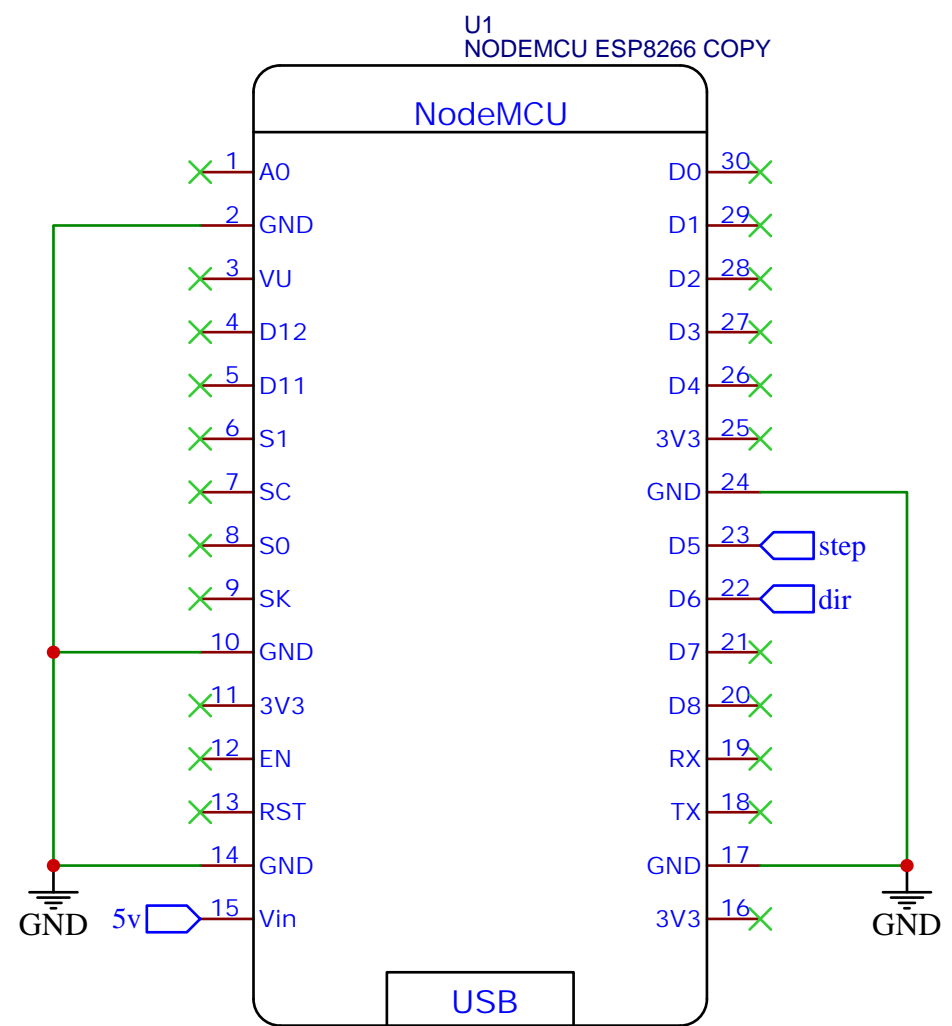 U1
NODEMCU ESP8266 COPY
NodeMCU
1 A0 D0 30
2 GND D1 29
3 VU D2 28
4 D12 D3 27
5 D11 D4 26
6 S1 3V3 25
7 SC GND 24
8 S0 D5 23 step
9 SK D6 22 dir
10 GND D7 21
11 3V3 D8 20
12 EN RX 19
13 RST TX 18
14 GND GND 17
GND 5v 15 Vin 3V3 16 GND
USB